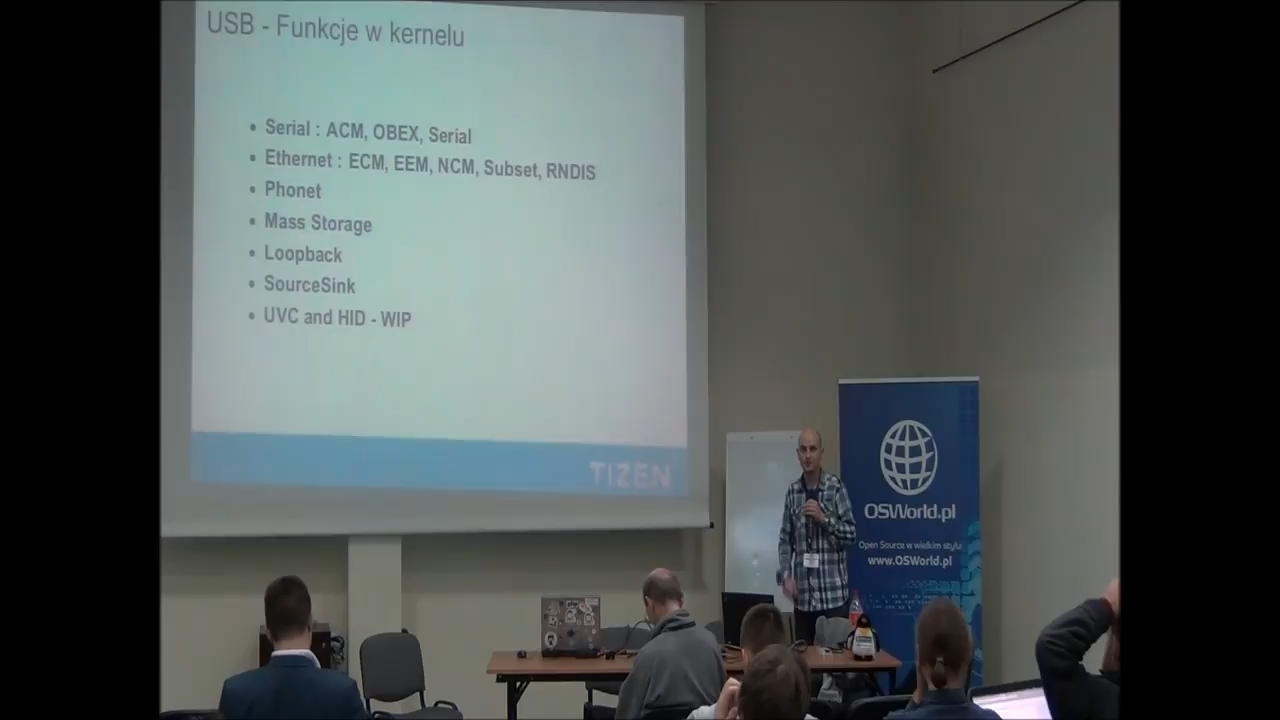 USB - Funkcje w kernelu
• Serial : ACM, OBEX, Serial
• Ethernet : ECM, EEM, NCM, Subset, RNDIS
• Phonet
• Mass Storage
• Loopback
• SourceSink
• UVC and HID - WIP
TIZEN
OSWorld.pl
Open Source w wielkim stylu
www.OSWorld.pl